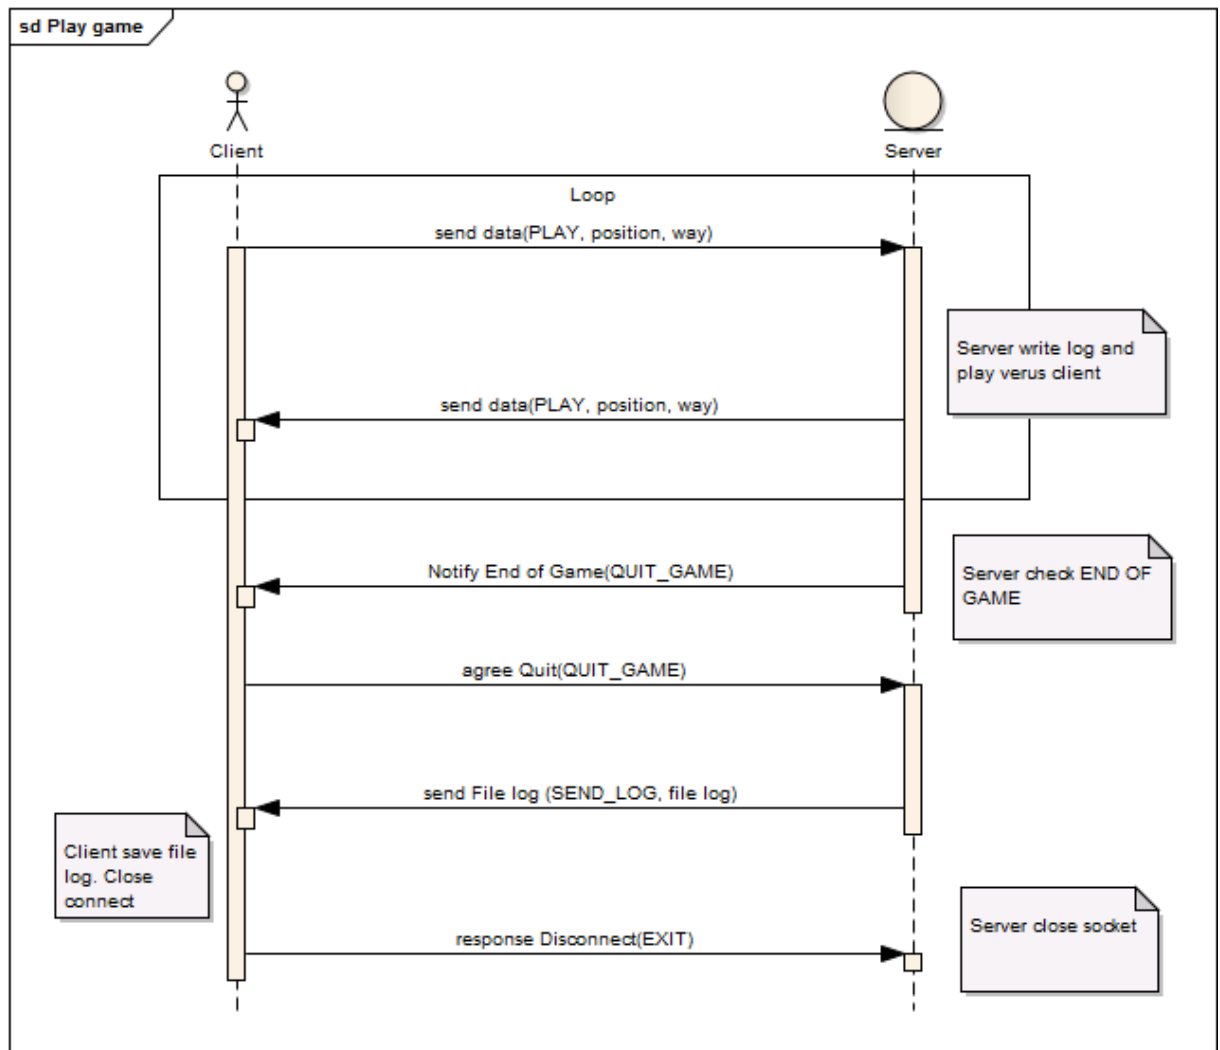 sd Play game
Client
Server
Loop
send data(PLAY, position, way)
Server write log and
play verus client
send data(PLAY, position, way)
Notify End of Game(QUIT_GAME)
Server check END OF
GAME
agree Quit(QUIT_GAME)
send File log (SEND_LOG, file log)
Client save file
log. Close
connect
response Disconnect(EXIT)
Server close socket